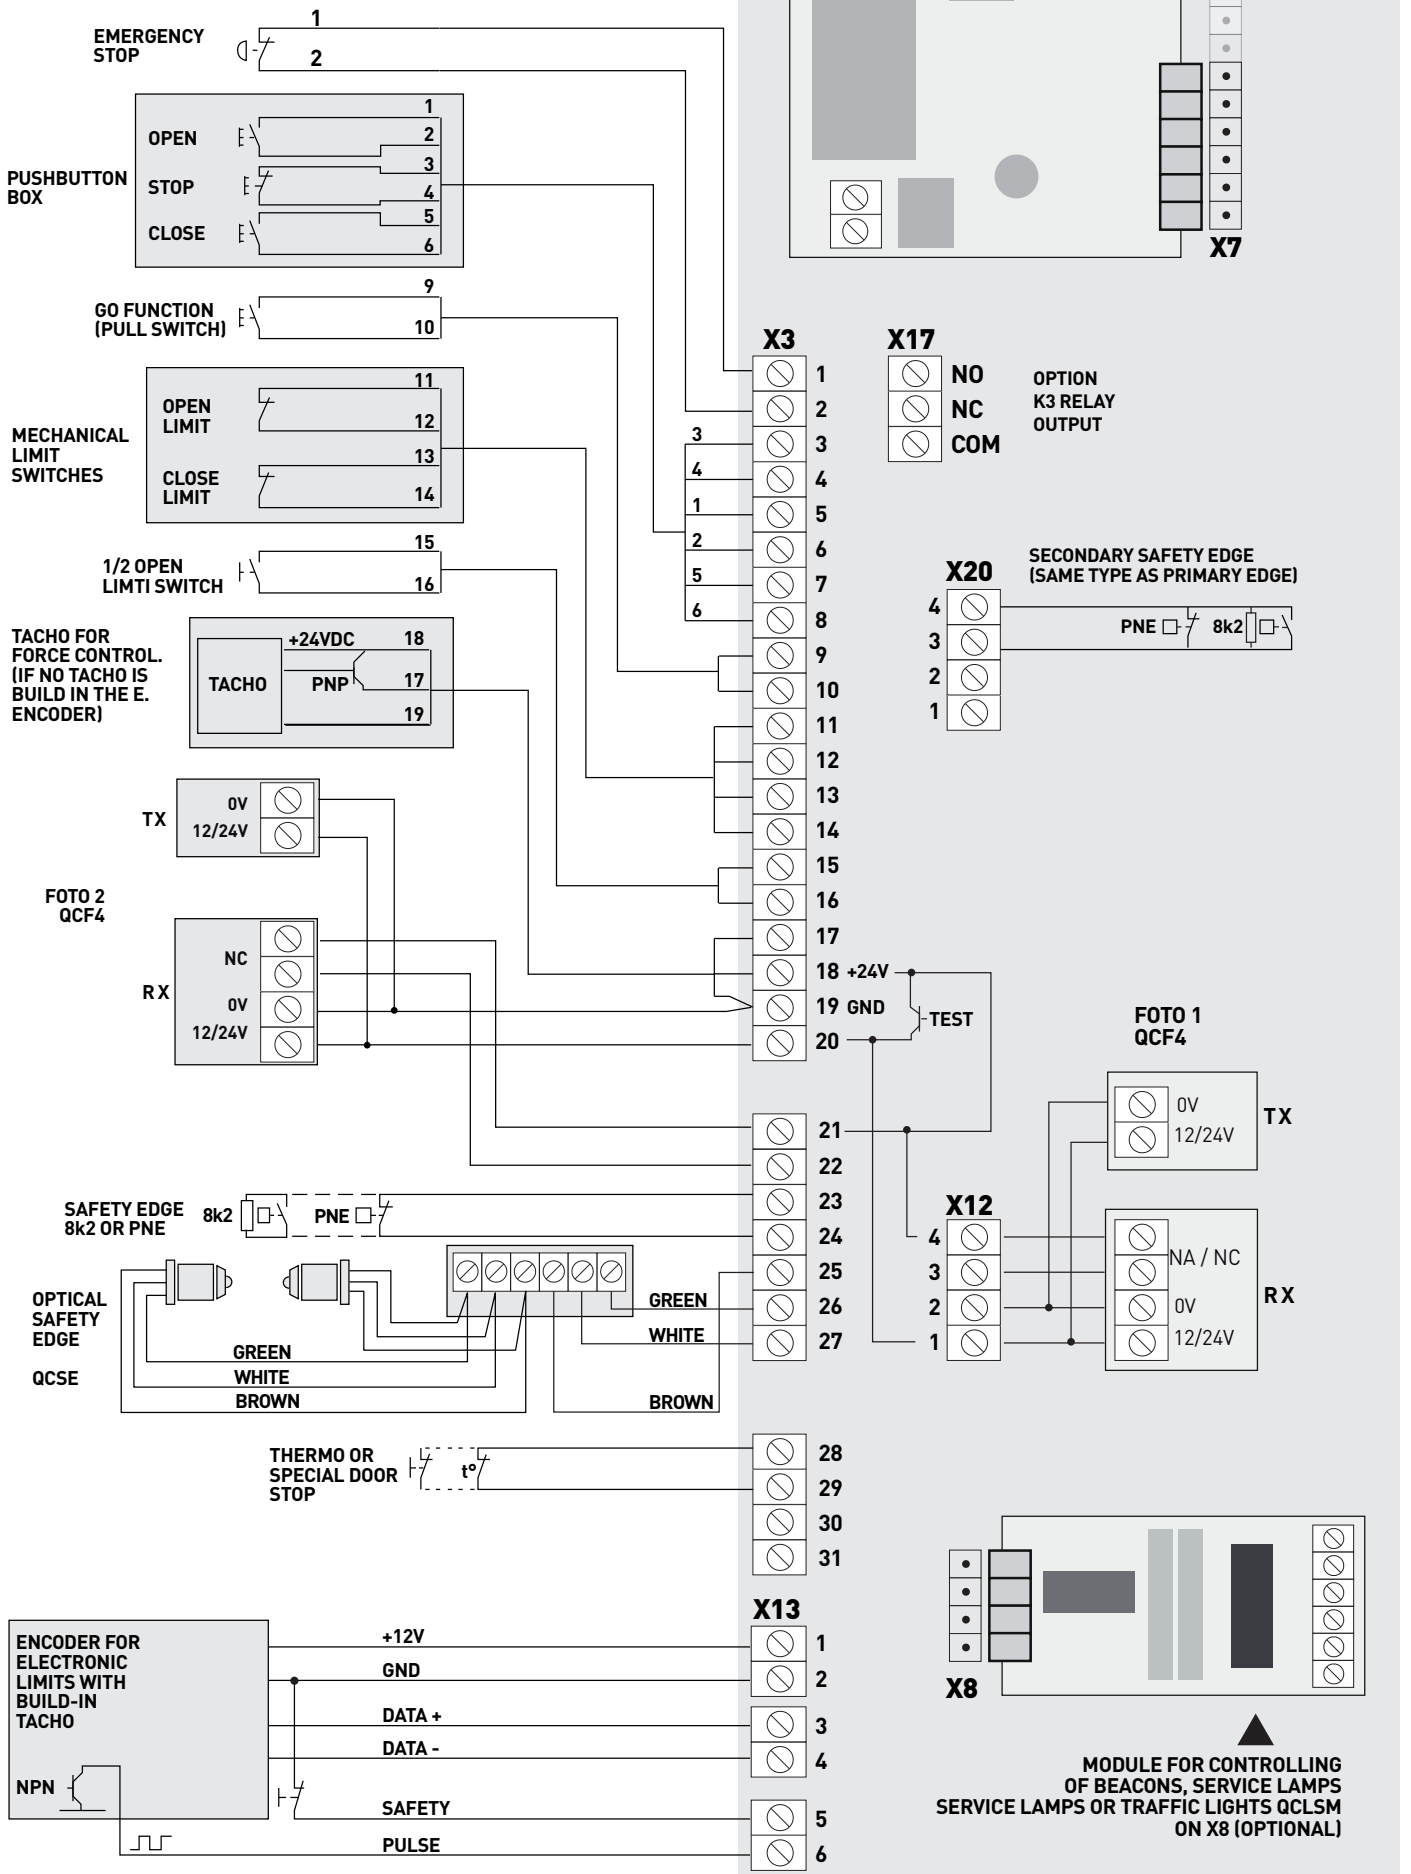 1
EMERGENCY
STOP
2
PUSHBUTTON
BOX
OPEN
STOP
CLOSE
1
2
3
4
5
6
X7
GO FUNCTION
(PULL SWITCH)
9
10
MECHANICAL
LIMIT
SWITCHES
OPEN
LIMIT
CLOSE
LIMIT
11
12
13
14
1/2 OPEN
LIMTI SWITCH
15
16
TACHO FOR
FORCE CONTROL.
(IF NO TACHO IS
BUILD IN THE E.
ENCODER)
TACHO
+24VDC
PNP
18
17
19
TX
0V
12/24V
FOTO 2
QCF4
RX
NC
0V
12/24V
X3
1
2
3
4
5
6
7
8
9
10
11
12
13
14
15
16
17
18 +24V
19 GND
20
3
4
1
2
5
6
TEST
X17
NO
NC
COM
OPTION
K3 RELAY
OUTPUT
SECONDARY SAFETY EDGE
(SAME TYPE AS PRIMARY EDGE)
X20
4
3
2
1
PNE
8k2
21
22
23
24
25
26
27
SAFETY EDGE
8k2 OR PNE
8k2
PNE
OPTICAL
SAFETY
EDGE
QCSE
GREEN
WHITE
BROWN
GREEN
WHITE
BROWN
FOTO 1
QCF4
0V
12/24V
TX
X12
4
3
2
1
NA / NC
0V
12/24V
RX
THERMO OR
SPECIAL DOOR
STOP
t°
28
29
30
31
X13
1
2
3
4
5
6
ENCODER FOR
ELECTRONIC
LIMITS WITH
BUILD-IN
TACHO
NPN
+12V
GND
DATA +
DATA -
SAFETY
PULSE
X8
MODULE FOR CONTROLLING
OF BEACONS, SERVICE LAMPS
SERVICE LAMPS OR TRAFFIC LIGHTS QCLSM
ON X8 (OPTIONAL)